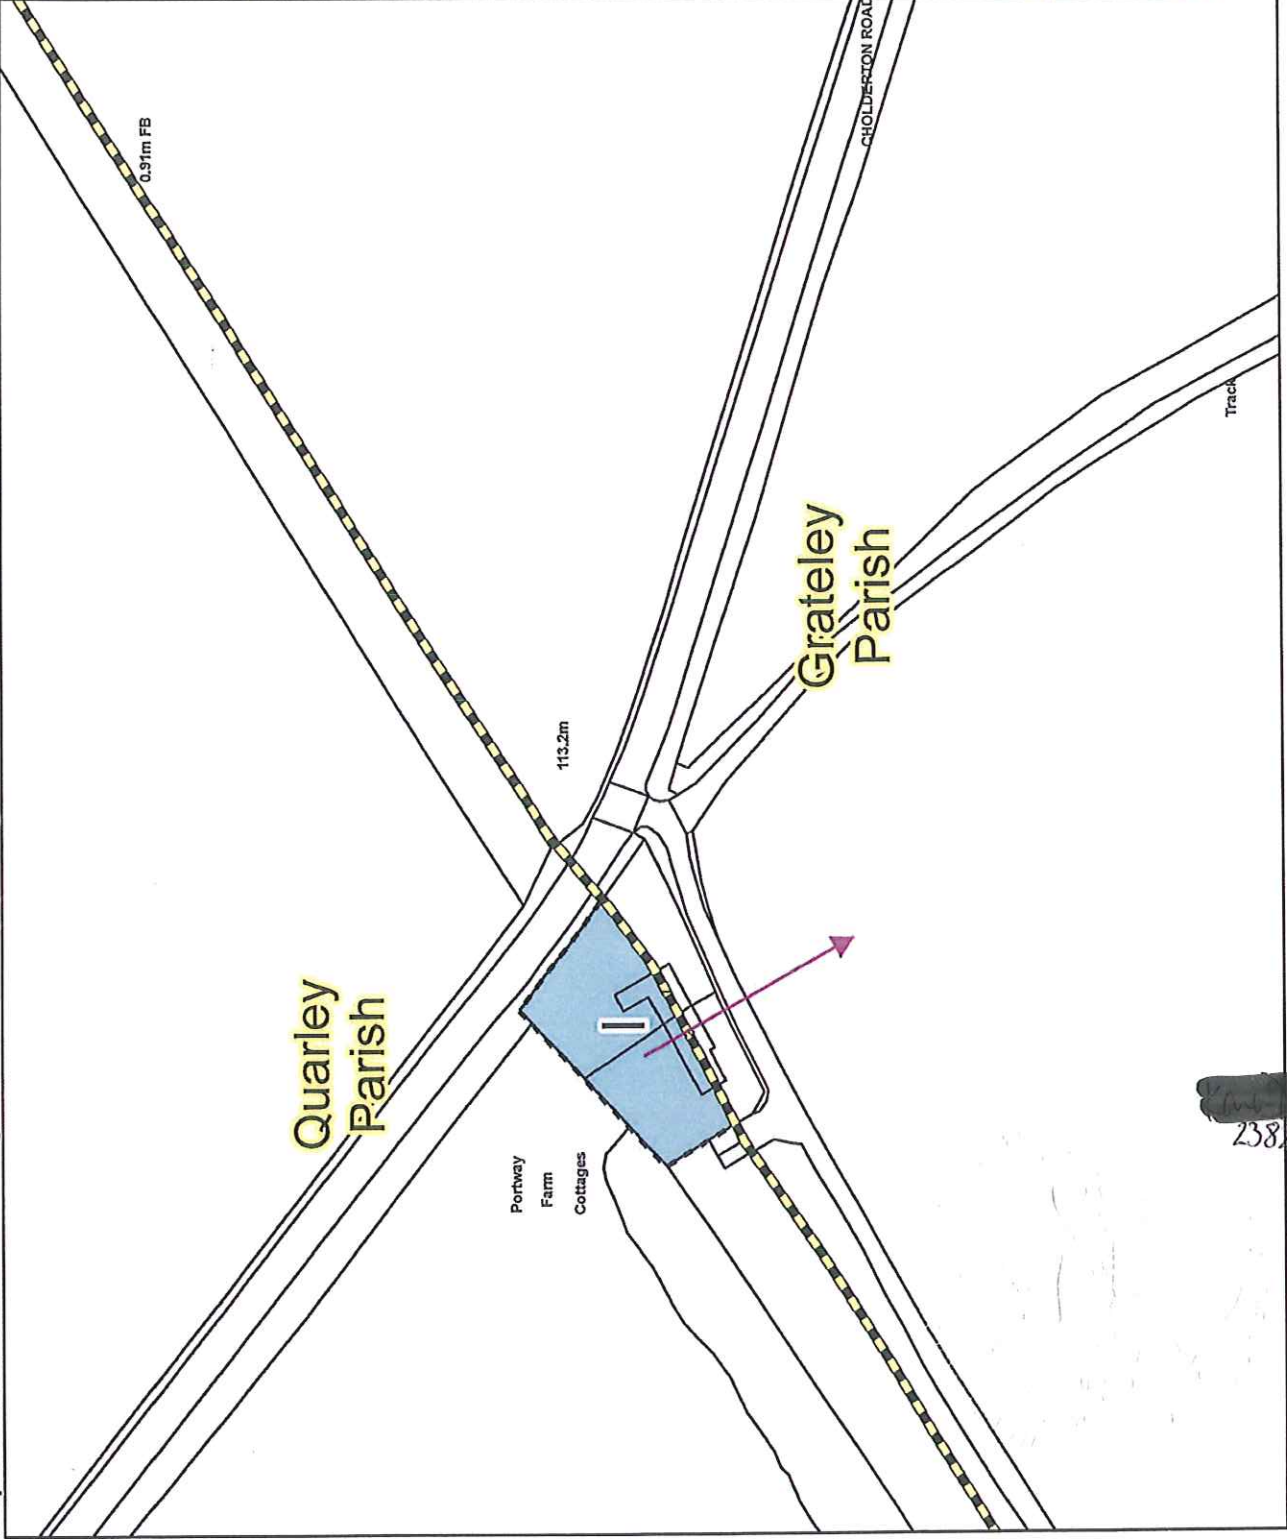 0.91m FB
CHOLDERTON ROAD
Quarley
Parish
113.2m
Grateley
Parish
Track
Portway
Farm
Cottages
I
238